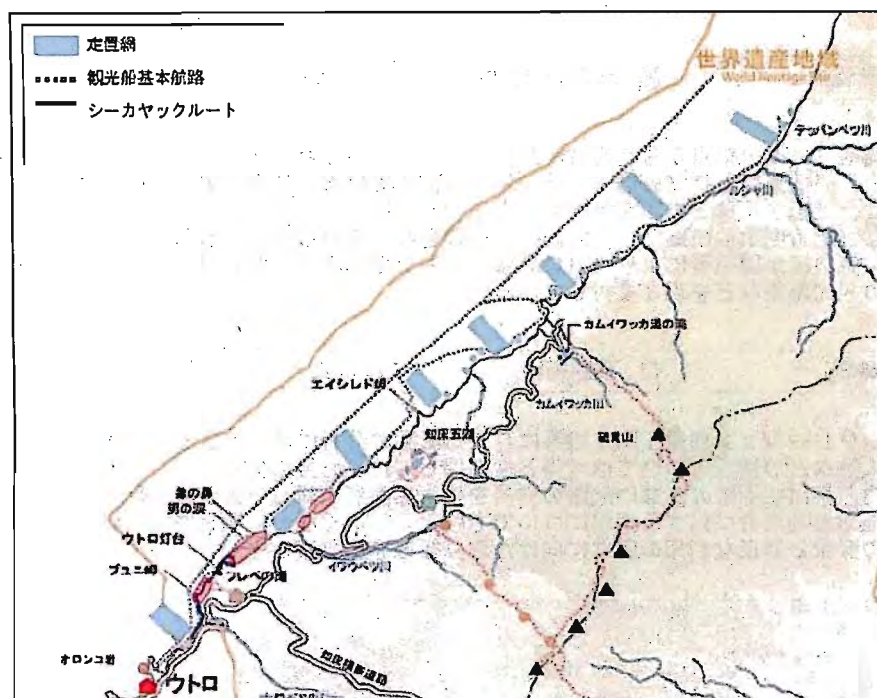 定置網
観光船基本航路
シーカヤックルート
世界遺産地域
World Heritage Site
テッパンベツ川
ルシャ川
カムイワッカ湯の滝
エイシレド岬
カムイワッカ川
知床五湖
硫黄山
象の鼻
男の涙
ウトロ灯台
フレペの滝
プユニ岬
イワウベツ川
オロンコ岩
知床横断道路
ウトロ